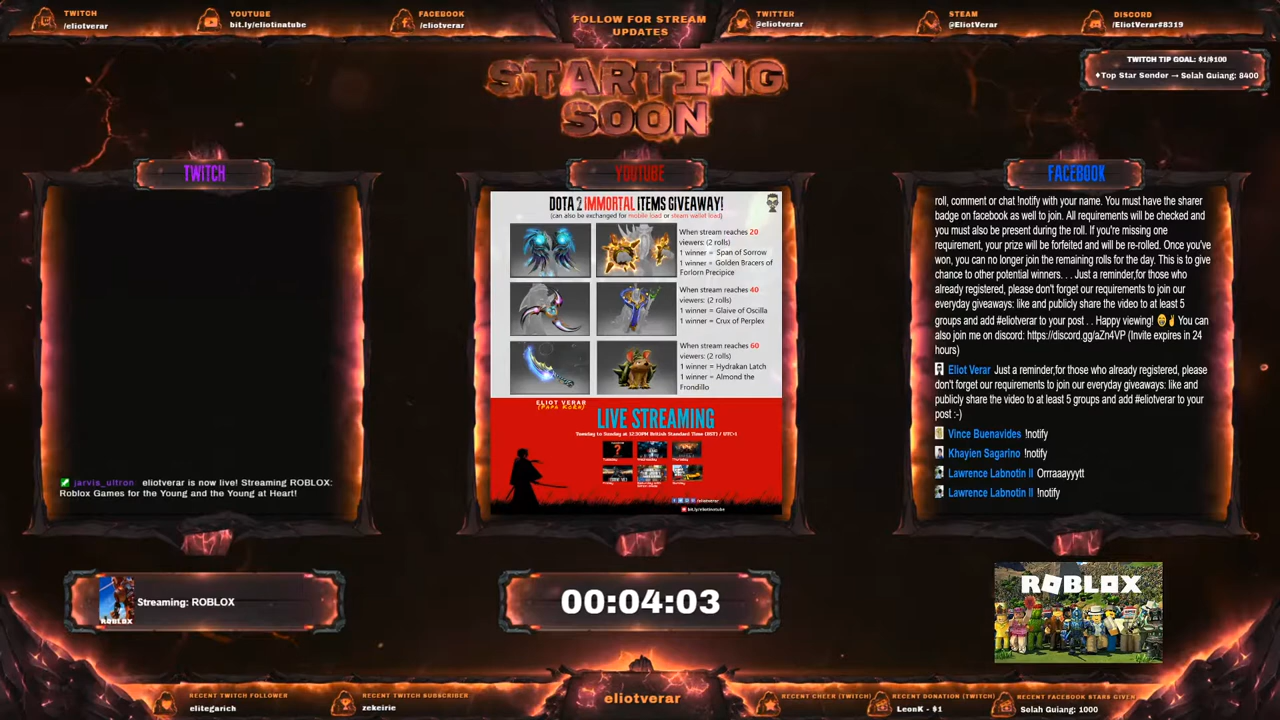 TWITCH
/eliotverar
YOUTUBE
bit.ly/eliotinatube
FACEBOOK
/eliotverar
FOLLOW FOR STREAM
UPDATES
TWITTER
@eliotverar
STEAM
@EliotVerar
DISCORD
/EliotVerar#8319
TWITCH TIP GOAL: $1/$100
♦Top Star Sender → Selah Guiang: 8400
STARTING
SOON
TWITCH
jarvis_ultron: eliotverar is now live! Streaming ROBLOX:
Roblox Games for the Young and the Young at Heart!
YOUTUBE
DOTA 2 IMMORTAL ITEMS GIVEAWAY!
(can also be exchanged for mobile load or steam wallet load)
When stream reaches 20
viewers: (2 rolls)
1 winner = Span of Sorrow
1 winner = Golden Bracers of
Forlorn Precipice
When stream reaches 40
viewers: (2 rolls)
1 winner = Glaive of Oscilla
1 winner = Crux of Perplex
When stream reaches 60
viewers: (2 rolls)
1 winner = Hydrakan Latch
1 winner = Almond the
Frondillo
ELIOT VERAR
LIVE STREAMING
Tuesday to Sunday at 12:30PM British Standard Time (BST) / UTC+1
/eliotverar
bit.ly/eliotinatube
FACEBOOK
roll, comment or chat !notify with your name. You must have the sharer
badge on facebook as well to join. All requirements will be checked and
you must also be present during the roll. If you're missing one
requirement, your prize will be forfeited and will be re-rolled. Once you've
won, you can no longer join the remaining rolls for the day. This is to give
chance to other potential winners. . . Just a reminder,for those who
already registered, please don't forget our requirements to join our
everyday giveaways: like and publicly share the video to at least 5
groups and add #eliotverar to your post . . Happy viewing! 😁✌ You can
also join me on discord: https://discord.gg/aZn4VP (Invite expires in 24
hours)
Eliot Verar Just a reminder,for those who already registered, please
don't forget our requirements to join our everyday giveaways: like and
publicly share the video to at least 5 groups and add #eliotverar to your
post :-)
Vince Buenavides !notify
Khayien Sagarino !notify
Lawrence Labnotin II Orrraaayyytt
Lawrence Labnotin II !notify
ROBLOX
Streaming: ROBLOX
00:04:03
ROBLOX
RECENT TWITCH FOLLOWER
elitegarich
RECENT TWITCH SUBSCRIBER
zekeirie
eliotverar
RECENT CHEER (TWITCH)
RECENT DONATION (TWITCH)
LeonK - $1
RECENT FACEBOOK STARS GIVEN
Selah Guiang: 1000